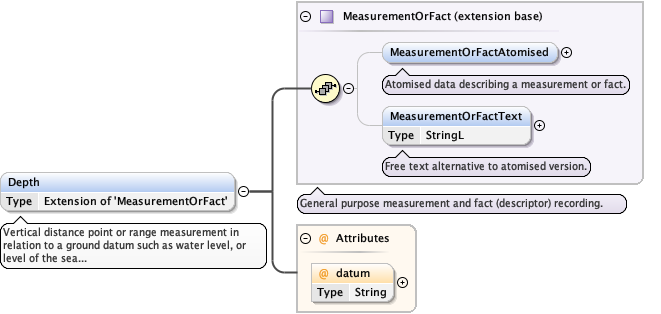 MeasurementOrFact (extension base)
MeasurementOrFactAtomised
Atomised data describing a measurement or fact.
MeasurementOrFactText
Type StringL
Free text alternative to atomised version.
General purpose measurement and fact (descriptor) recording.
Depth
Type Extension of 'MeasurementOrFact'
Vertical distance point or range measurement in
relation to a ground datum such as water level, or
level of the sea...
@ Attributes
@ datum
Type String